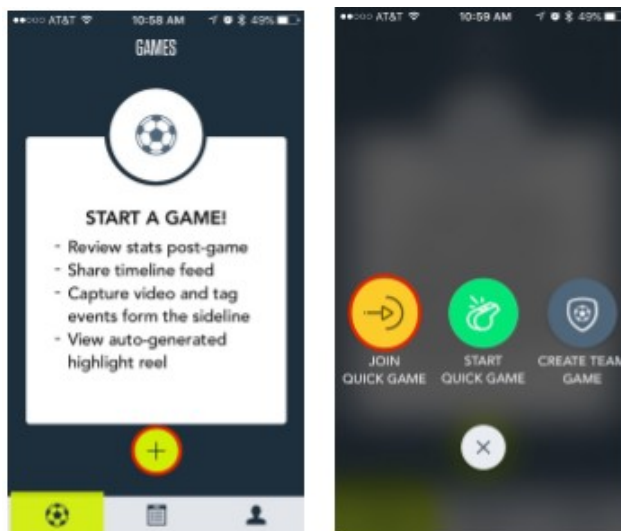 AT&T 10:58 AM 49%
GAMES
START A GAME!
- Review stats post-game
- Share timeline feed
- Capture video and tag
events form the sideline
- View auto-generated
highlight reel
AT&T 10:59 AM 49%
JOIN
QUICK GAME
START
QUICK GAME
CREATE TEAM
GAME